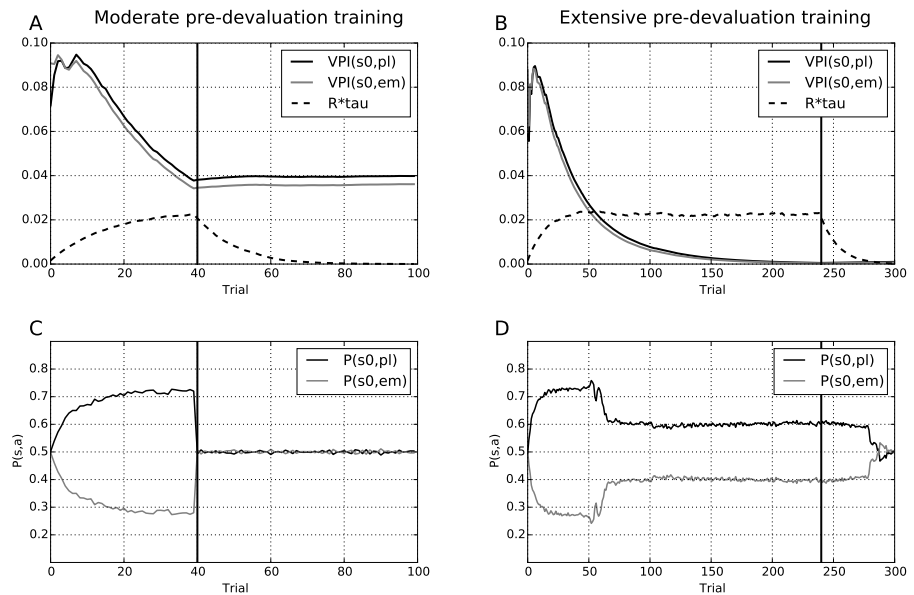 A
Moderate pre-devaluation training
0.10
0.08
0.06
0.04
0.02
0.00
VPI(s0,pl)
VPI(s0,em)
R*tau
0 20 40 60 80 100
Trial
B
Extensive pre-devaluation training
0.10
0.08
0.06
0.04
0.02
0.00
VPI(s0,pl)
VPI(s0,em)
R*tau
0 50 100 150 200 250 300
Trial
C
P(s,a)
0.8
0.7
0.6
0.5
0.4
0.3
0.2
P(s0,pl)
P(s0,em)
0 20 40 60 80 100
Trial
D
P(s,a)
0.8
0.7
0.6
0.5
0.4
0.3
0.2
P(s0,pl)
P(s0,em)
0 50 100 150 200 250 300
Trial